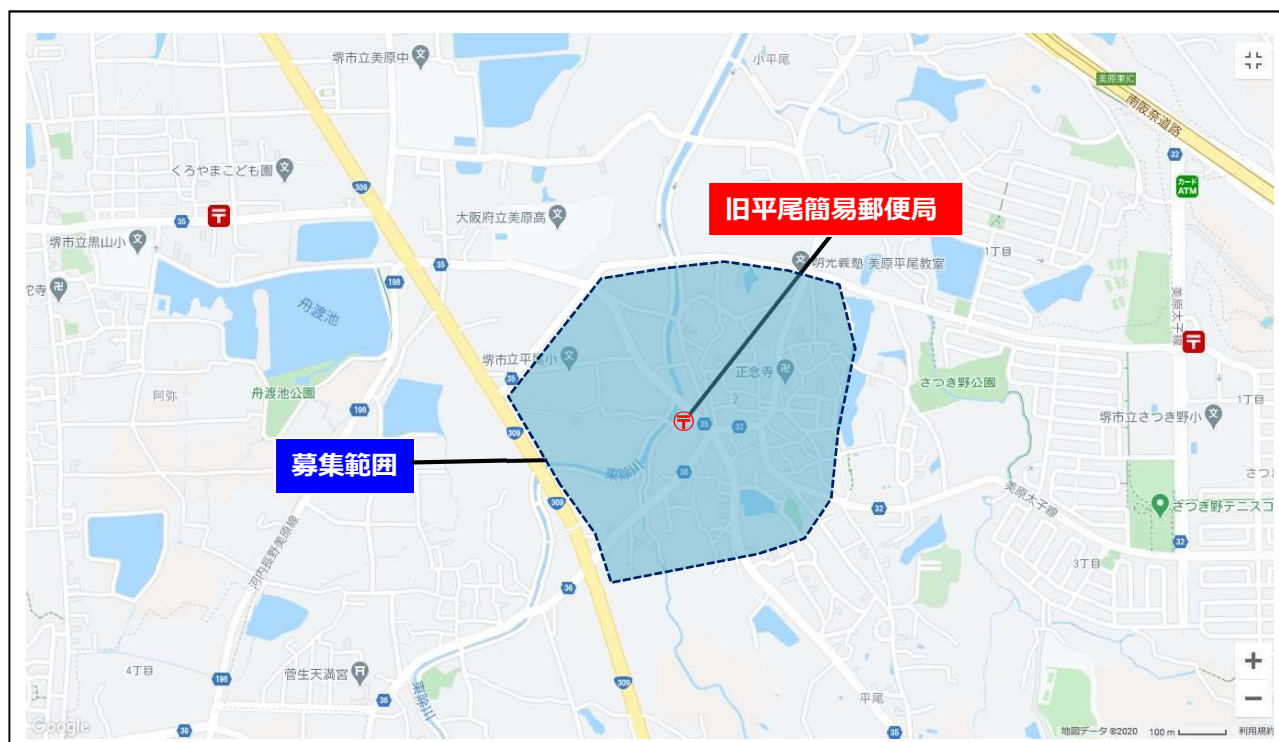 堺市立美原中
小平尾
美原東IC
南阪奈道路
32
カード
ATM
くろやまこども園
309
35
大阪府立美原高
旧平尾簡易郵便局
堺市立黒山小
1丁目
35
明光義塾 美原平尾教室
198
陀寺
舟渡池
美原太子線
堺市立平尾小
正念寺
35
さつき野公園
阿弥
舟渡池公園
198
1丁目
堺市立さつき野小
309
35
32
募集範囲
東除川
36
さつ
美原太子線
309
32
さつき野テニスコ
河内長野美原線
32
36
3丁目
4丁目
菅生天満宮
198
309
東除川
36
平尾
35
36
Google
地図データ ©2020
100 m
利用規約